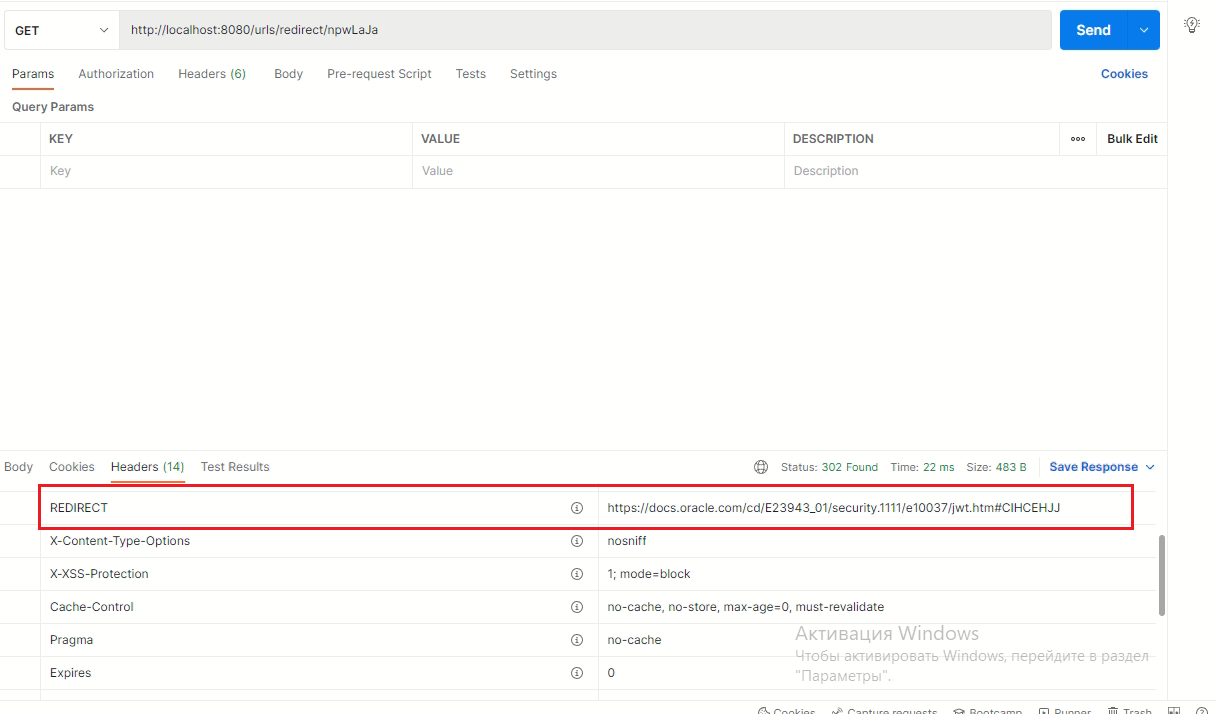 GET http://localhost:8080/urls/redirect/npwLaJa Send
Params Authorization Headers (6) Body Pre-request Script Tests Settings Cookies
Query Params
KEY VALUE DESCRIPTION ooo Bulk Edit
Key Value Description
Body Cookies Headers (14) Test Results Status: 302 Found Time: 22 ms Size: 483 B Save Response
REDIRECT https://docs.oracle.com/cd/E23943_01/security.1111/e10037/jwt.htm#CIHCEHJJ
X-Content-Type-Options nosniff
X-XSS-Protection 1; mode=block
Cache-Control no-cache, no-store, max-age=0, must-revalidate
Pragma no-cache
Expires 0
Активация Windows
Чтобы активировать Windows, перейдите в раздел
"Параметры".
Cookies Capture requests Bootcamp Runner Trash